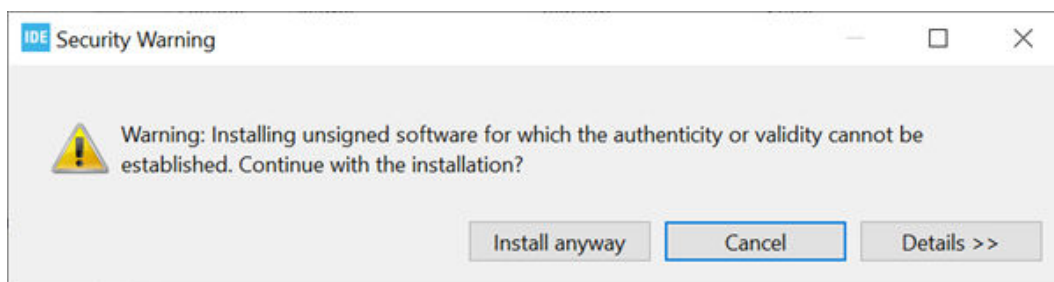 IDE Security Warning
Warning: Installing unsigned software for which the authenticity or validity cannot be
established. Continue with the installation?
Install anyway Cancel Details >>